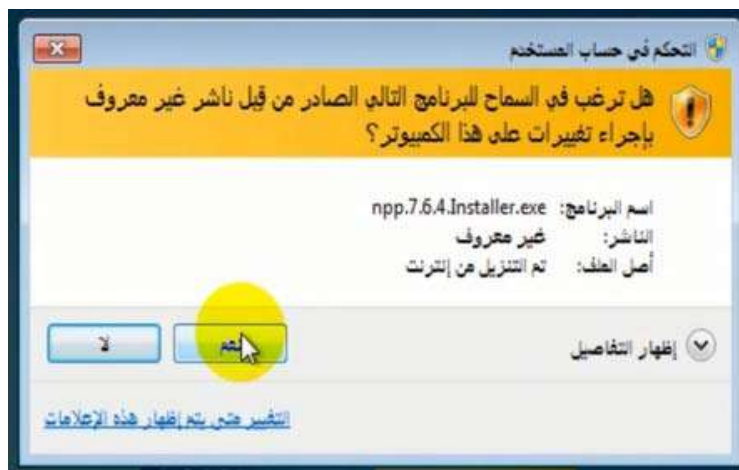 التحكم في حساب المستخدم
هل ترغب في السماح للبرنامج التالي الصادر من قِبل ناشر غير معروف
بإجراء تغييرات على هذا الكمبيوتر؟
اسم البرنامج: npp.7.6.4.Installer.exe
الناشر: غير معروف
أصل الملف: تم التنزيل من إنترنت
إظهار التفاصيل
نعم
لا
التغيير متى يتم إظهار هذه الإعلامات